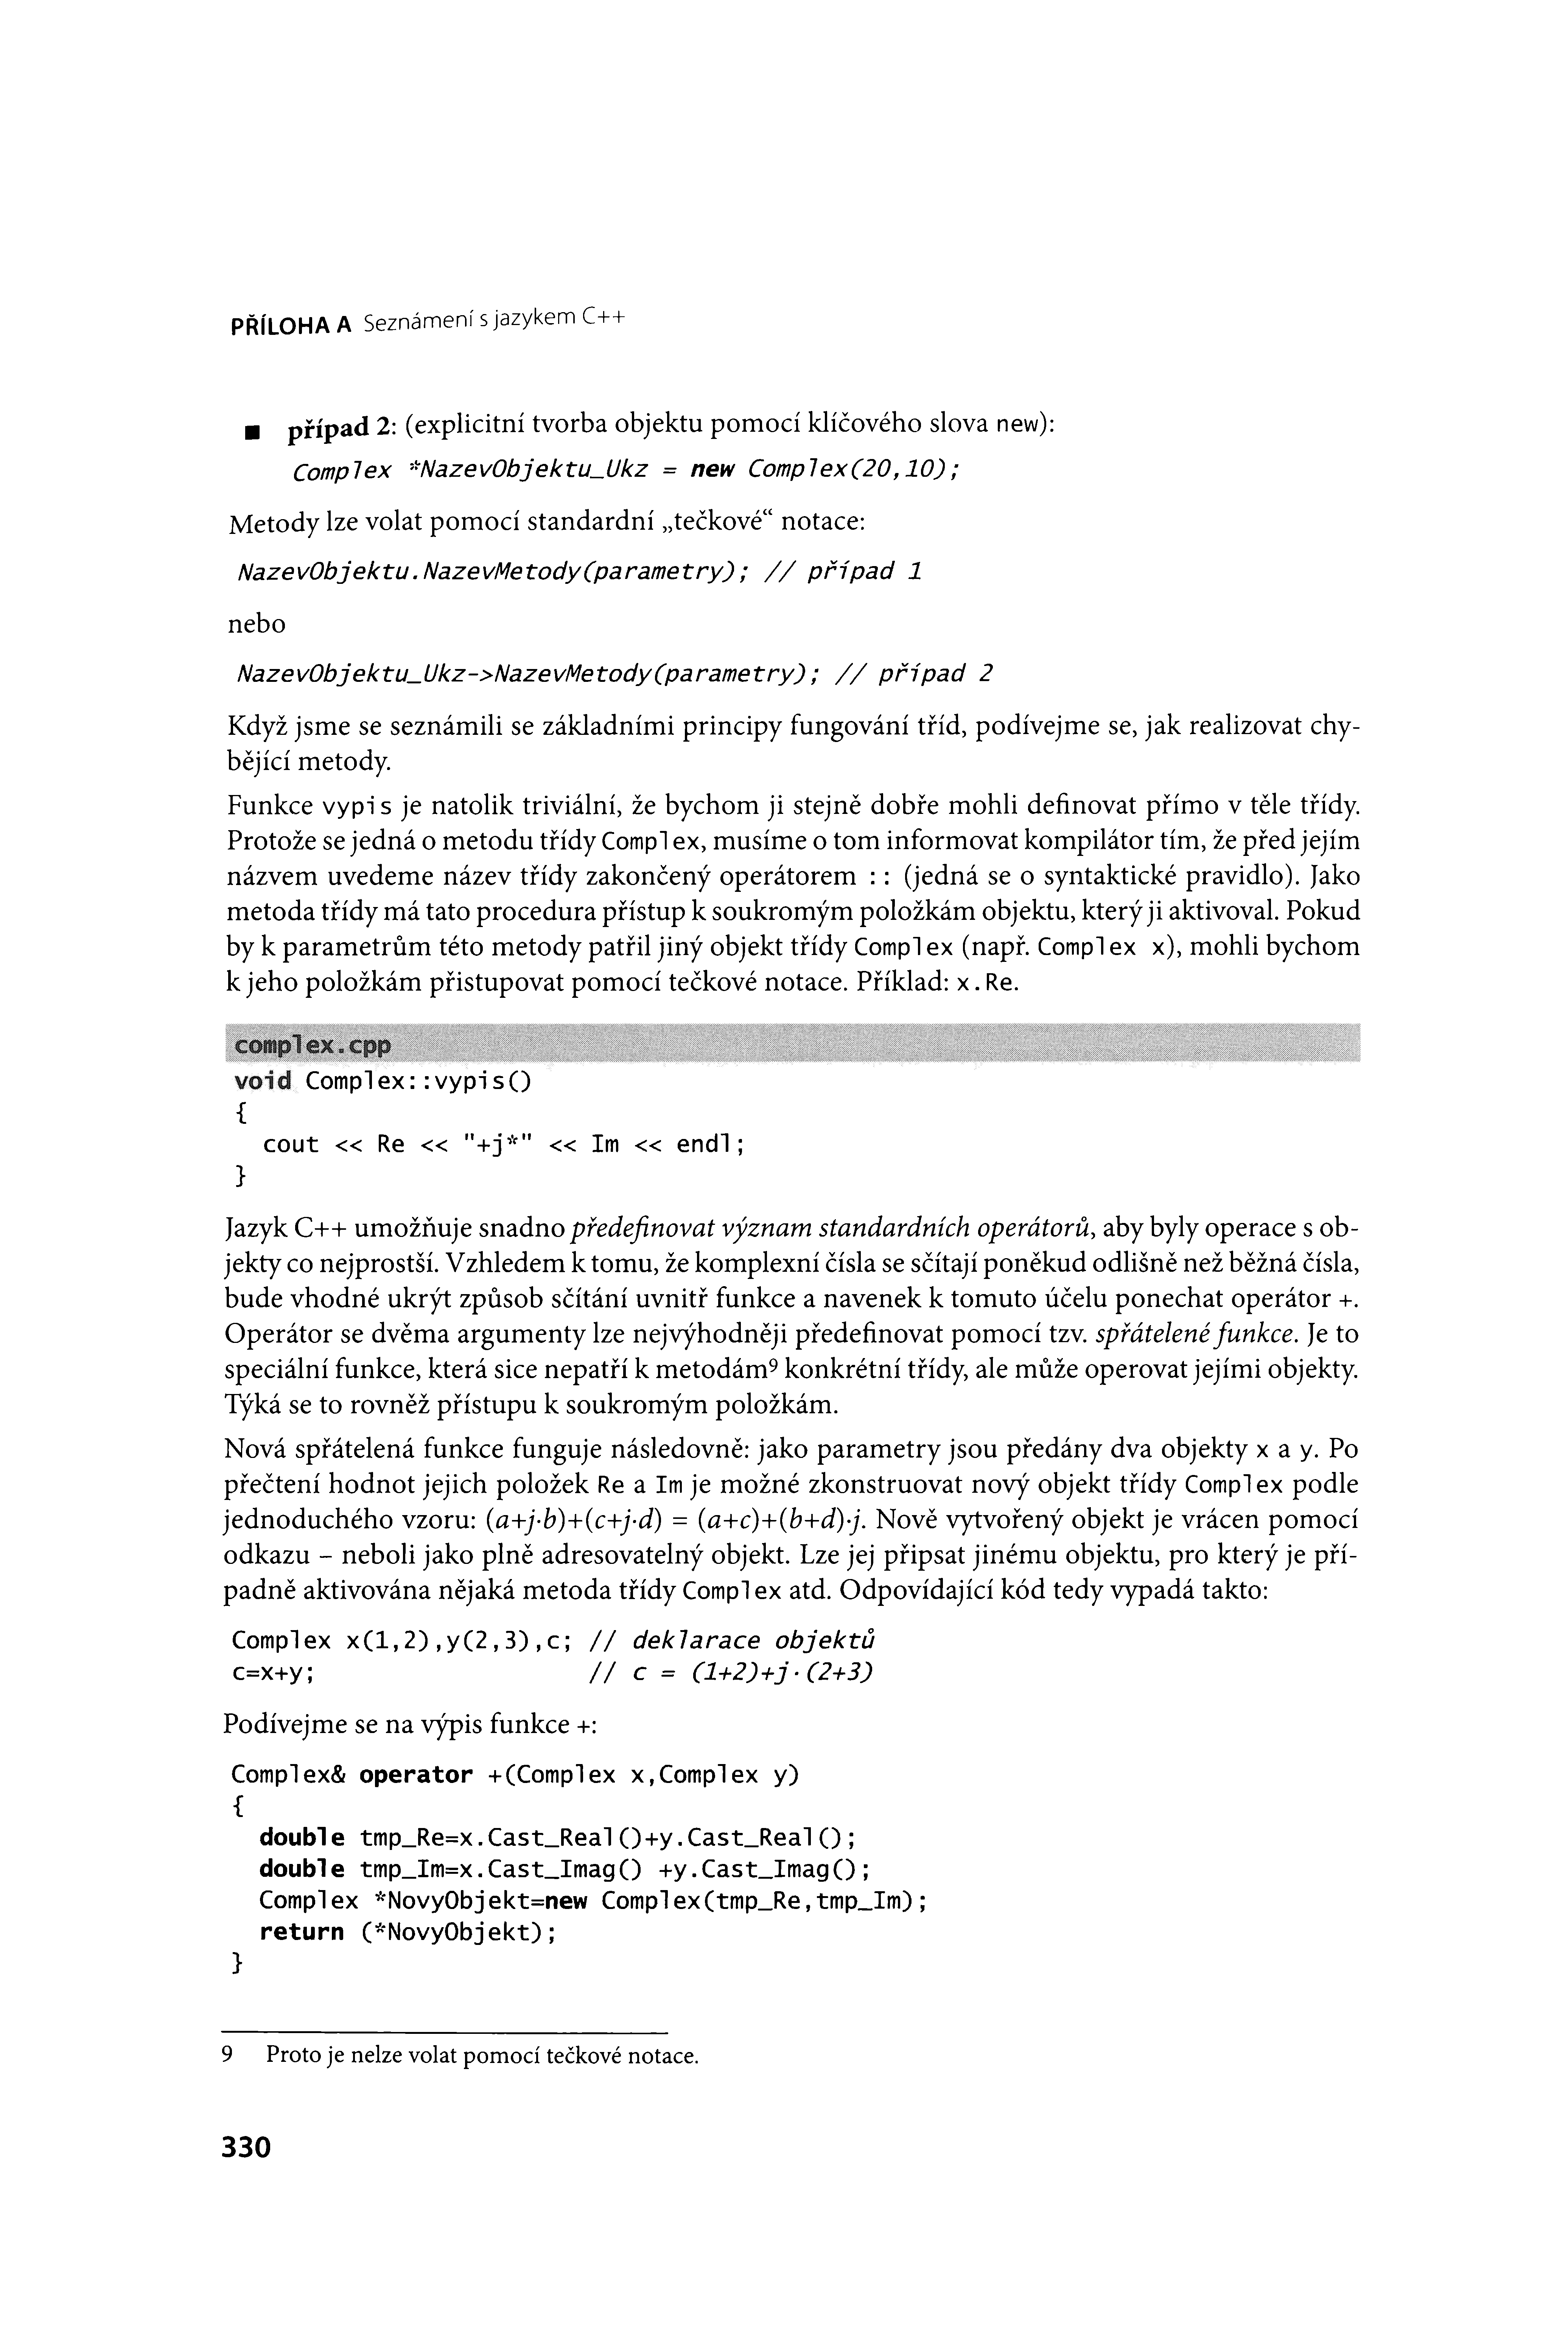 PŘÍLOHA A Seznámení s jazykem C++
■ případ 2: (explicitní tvorba objektu pomocí klíčového slova new):
Complex *NazevObjektu_Ukz = new Complex(20,10);
Metody lze volat pomocí standardní „tečkové“ notace:
NazevObjektu.NazevMetody(parametry); // případ 1
nebo
NazevObjektu_Ukz->NazevMetody(parametry); // případ 2
Když jsme se seznámili se základními principy fungování tříd, podívejme se, jak realizovat chy-
bějící metody.
Funkce vypis je natolik triviální, že bychom ji stejně dobře mohli definovat přímo v těle třídy.
Protože se jedná o metodu třídy Complex, musíme o tom informovat kompilátor tím, že před jejím
názvem uvedeme název třídy zakončený operátorem :: (jedná se o syntaktické pravidlo). Jako
metoda třídy má tato procedura přístup k soukromým položkám objektu, který ji aktivoval. Pokud
by k parametrům této metody patřil jiný objekt třídy Complex (např. Complex x), mohli bychom
k jeho položkám přistupovat pomocí tečkové notace. Příklad: x.Re.
complex.cpp
void Complex::vypis()
{
cout << Re << "+j*" << Im << endl;
}
Jazyk C++ umožňuje snadno předefinovat význam standardních operátorů, aby byly operace s ob-
jekty co nejprostší. Vzhledem k tomu, že komplexní čísla se sčítají poněkud odlišně než běžná čísla,
bude vhodné ukrýt způsob sčítání uvnitř funkce a navenek k tomuto účelu ponechat operátor +.
Operátor se dvěma argumenty lze nejvýhodněji předefinovat pomocí tzv. spřátelené funkce. Je to
speciální funkce, která sice nepatří k metodám⁹ konkrétní třídy, ale může operovat jejími objekty.
Týká se to rovněž přístupu k soukromým položkám.
Nová spřátelená funkce funguje následovně: jako parametry jsou předány dva objekty x a y. Po
přečtení hodnot jejich položek Re a Im je možné zkonstruovat nový objekt třídy Complex podle
jednoduchého vzoru: (a+j·b)+(c+j·d) = (a+c)+(b+d)·j. Nově vytvořený objekt je vrácen pomocí
odkazu – neboli jako plně adresovatelný objekt. Lze jej připsat jinému objektu, pro který je pří-
padně aktivována nějaká metoda třídy Complex atd. Odpovídající kód tedy vypadá takto:
Complex x(1,2),y(2,3),c; // deklarace objektů
c=x+y; // c = (1+2)+j·(2+3)
Podívejme se na výpis funkce +:
Complex& operator +(Complex x,Complex y)
{
double tmp_Re=x.Cast_Real()+y.Cast_Real();
double tmp_Im=x.Cast_Imag() +y.Cast_Imag();
Complex *NovyObjekt=new Complex(tmp_Re,tmp_Im);
return (*NovyObjekt);
}
9 Proto je nelze volat pomocí tečkové notace.
330